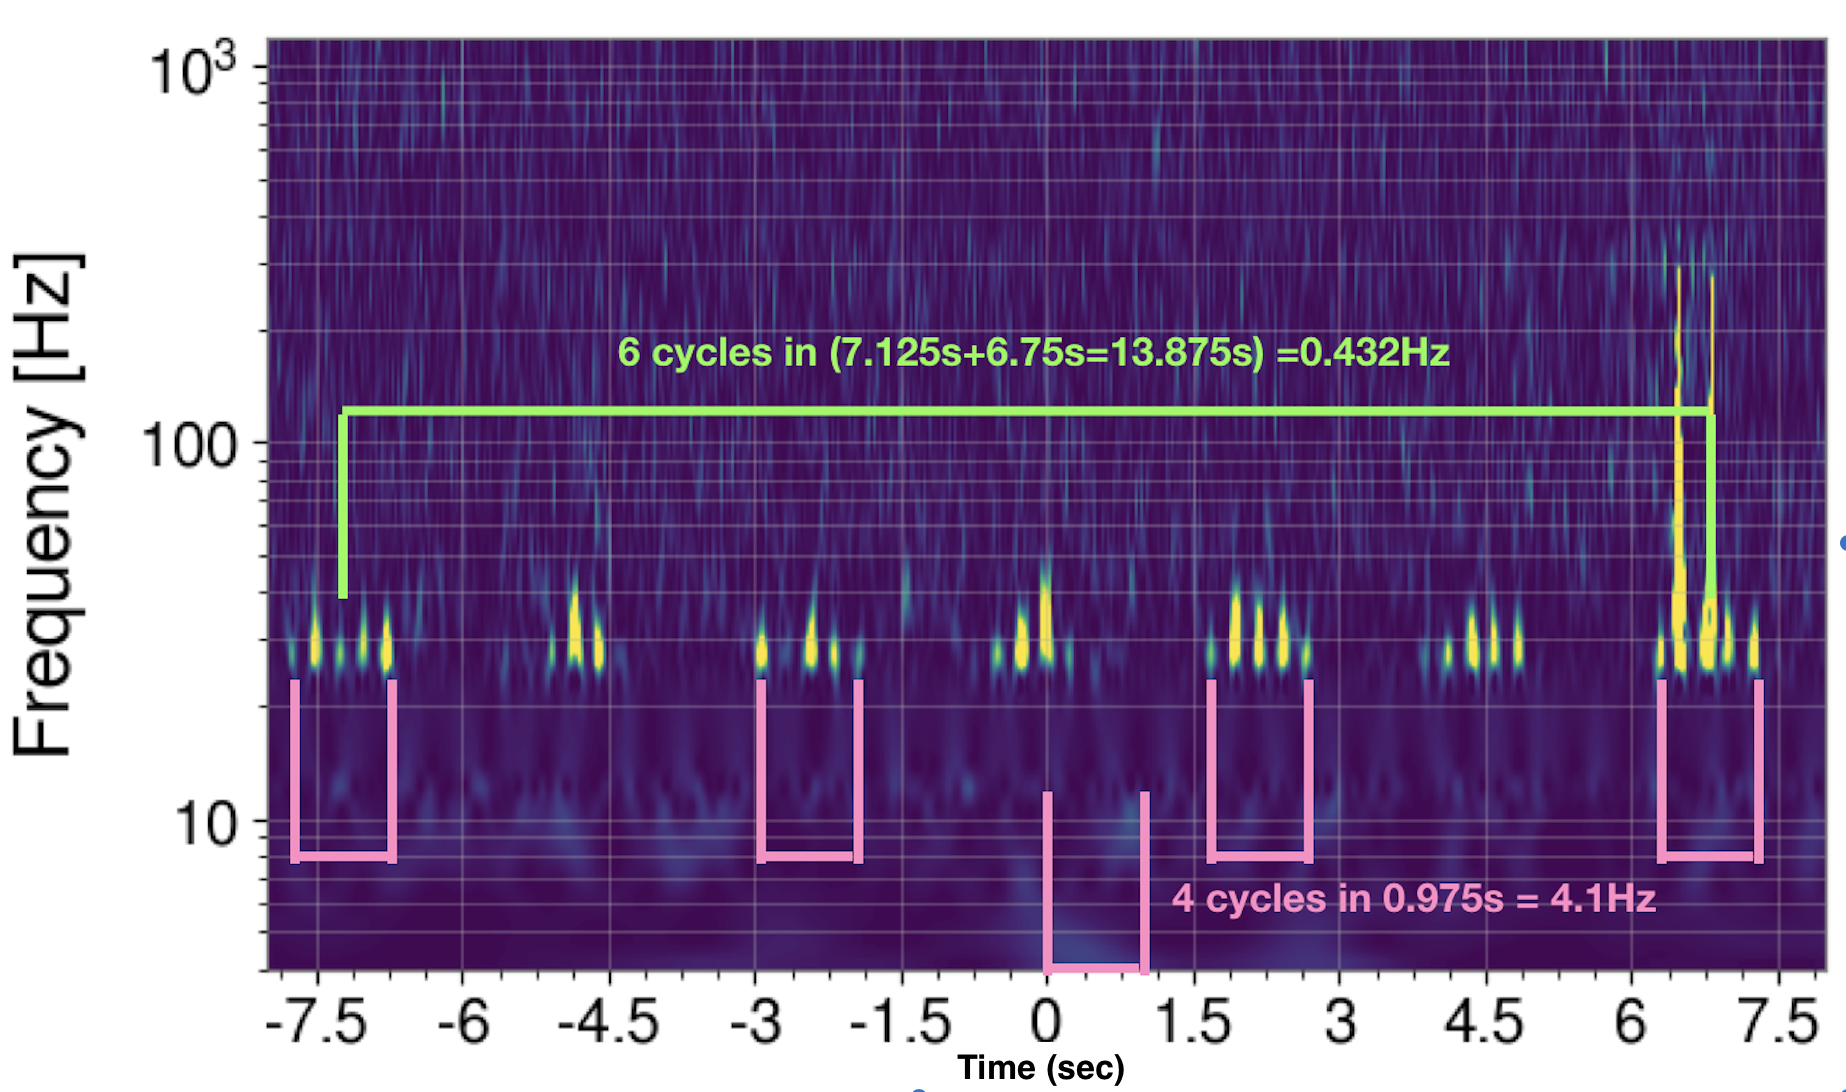 Frequency [Hz]
10³
100
10
6 cycles in (7.125s+6.75s=13.875s) =0.432Hz
4 cycles in 0.975s = 4.1Hz
-7.5 -6 -4.5 -3 -1.5 0 1.5 3 4.5 6 7.5
Time (sec)